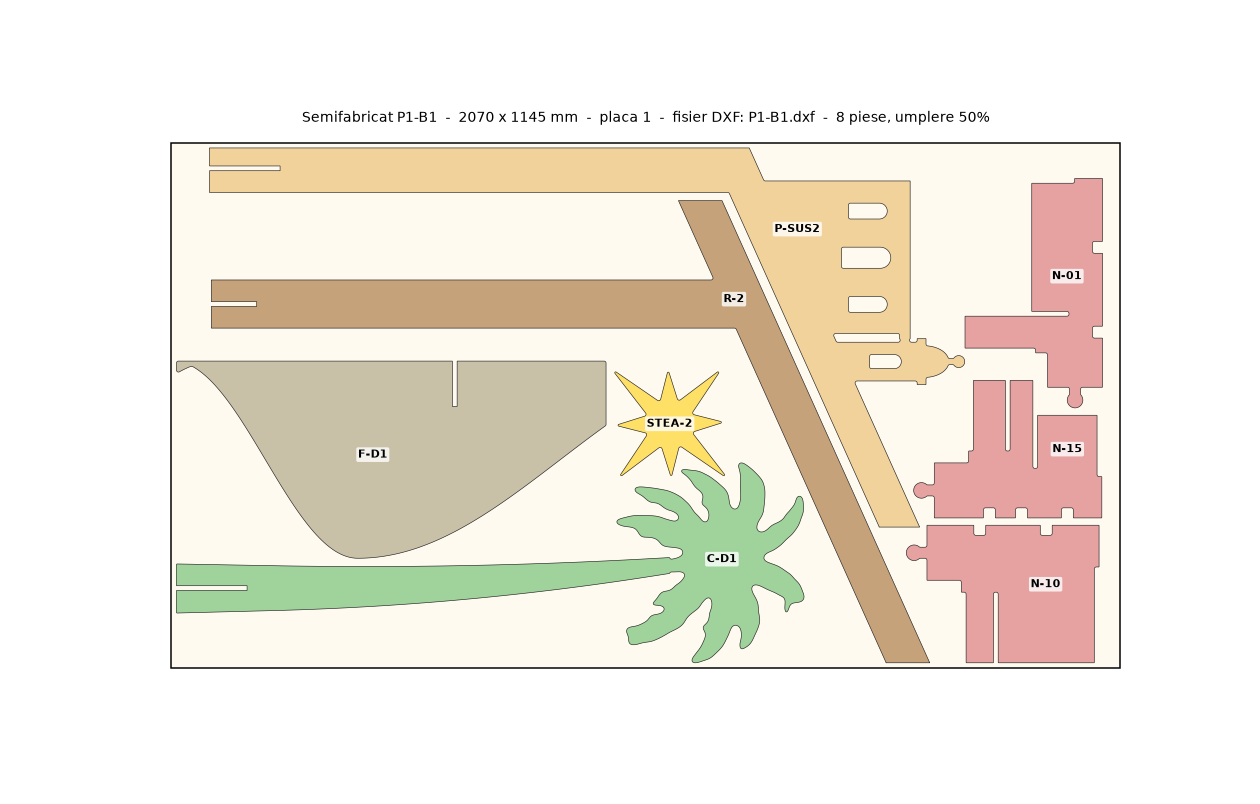 Semifabricat P1-B1 - 2070 x 1145 mm - placa 1 - fisier DXF: P1-B1.dxf - 8 piese, umplere 50%
P-SUS2
N-01
R-2
STEA-2
N-15
F-D1
C-D1
N-10